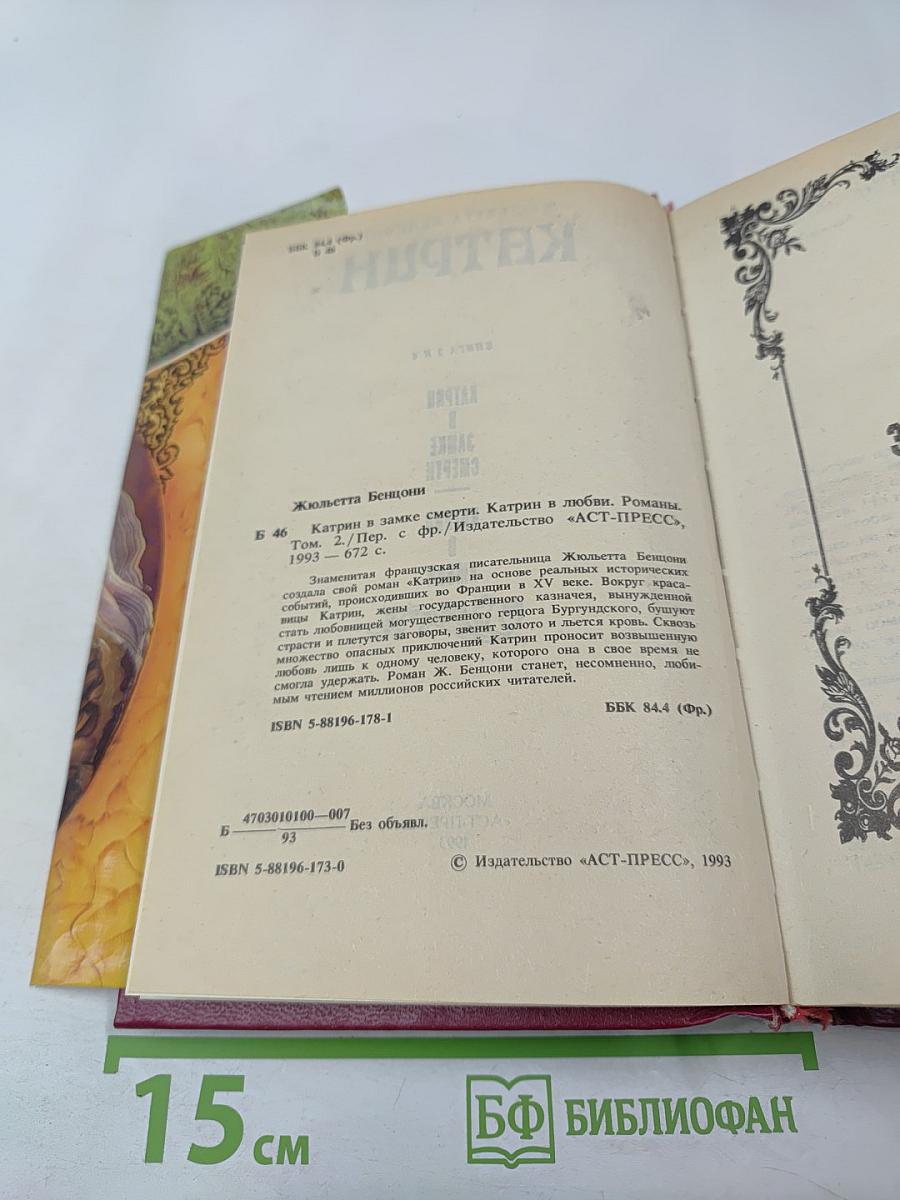 ББК 84.4 (Фр.)
Б 46
КАТРИН
КАТРИН
В
ЗАМКЕ
СМЕРТИ
Жюльетта Бенцони
Б 46 Катрин в замке смерти. Катрин в любви. Романы.
Том. 2./Пер. с фр./Издательство «АСТ-ПРЕСС»,
1993 — 672 с.
Знаменитая французская писательница Жюльетта Бенцони
создала свой роман «Катрин» на основе реальных исторических
событий, происходивших во Франции в XV веке. Вокруг краса-
вицы Катрин, жены государственного казначея, вынужденной
стать любовницей могущественного герцога Бургундского, бушуют
страсти и плетутся заговоры, звенит золото и льется кровь. Сквозь
множество опасных приключений Катрин проносит возвышенную
любовь лишь к одному человеку, которого она в свое время не
смогла удержать. Роман Ж. Бенцони станет, несомненно, люби-
мым чтением миллионов российских читателей.
ISBN 5-88196-178-1 ББК 84.4 (Фр.)
МОСКВА
1993
Б 4703010100—007 Без объявл.
93
ISBN 5-88196-173-0 © Издательство «АСТ-ПРЕСС», 1993
15 см БФ БИБЛИОФАН